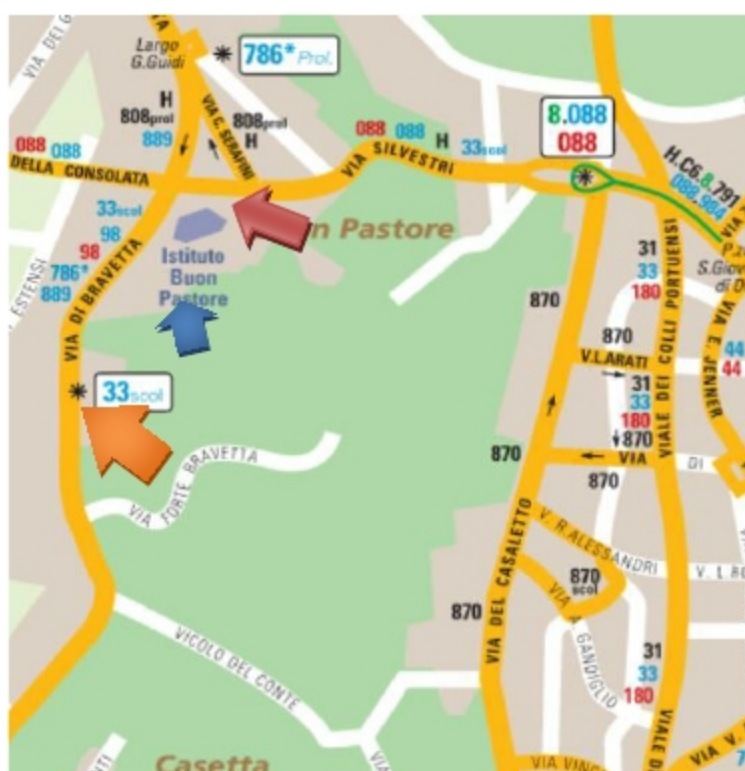 VIA DEI G
Largo
G.Guidi
786* Prol.
H
808prol
889
VIA G. SERAFINI
808prol
H
088 088
DELLA CONSOLATA
088 088 H 33scol
VIA SILVESTRI
8.088
088
H.C6.8.791
088,984
33scol
98
98
786*
889
ESTENSI
VIA DI BRAVETTA
Istituto
Buon
Pastore
n Pastore
31
33
180
S.Giov
di D
870
870
V.L.ARATI
VIALE DEI COLLI PORTUENSI
VIA E. JENNER
44
44
31
33
180
870
33scol
VIA FORTE BRAVETTA
870
VIA
DI
870
V. R.ALESSANDRI
V. L.B
VIA DEL CASALETTO
870
870
scol
VIA A. GANDIGLIO
VICOLO DEL CONTE
31
33
180
VIALE D
Casetta
VIA
VIA VING
VIA V.